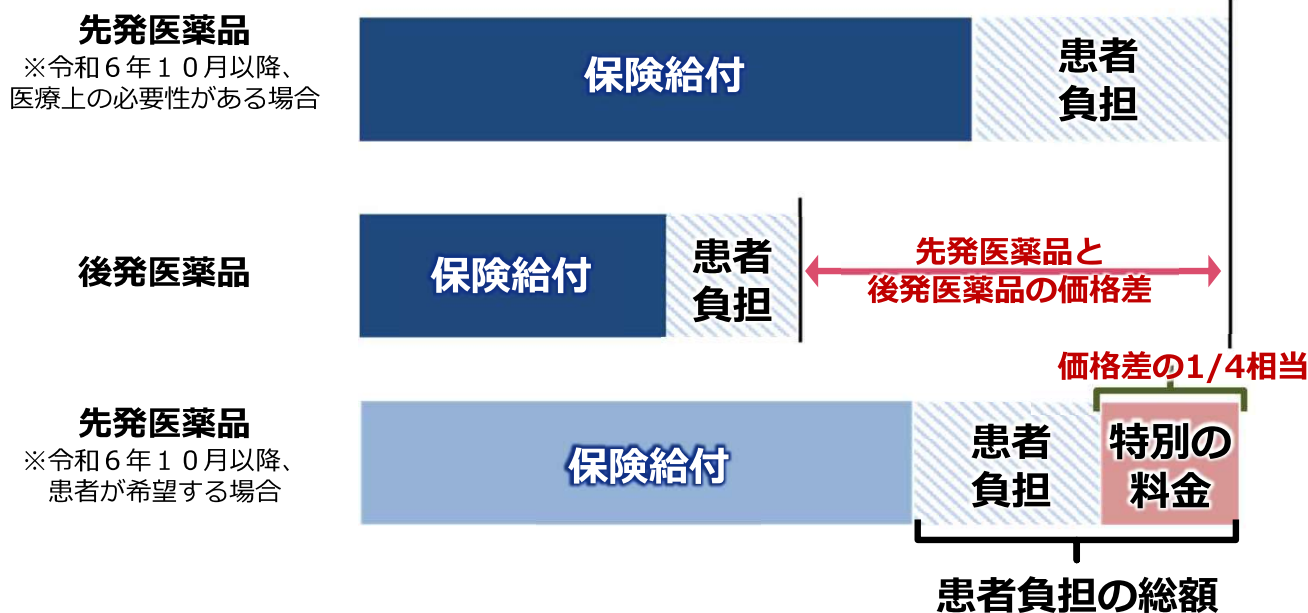 先発医薬品
※令和６年１０月以降、
医療上の必要性がある場合
保険給付
患者
負担
後発医薬品
保険給付
患者
負担
先発医薬品と
後発医薬品の価格差
価格差の1/4相当
先発医薬品
※令和６年１０月以降、
患者が希望する場合
保険給付
患者
負担
特別の
料金
患者負担の総額